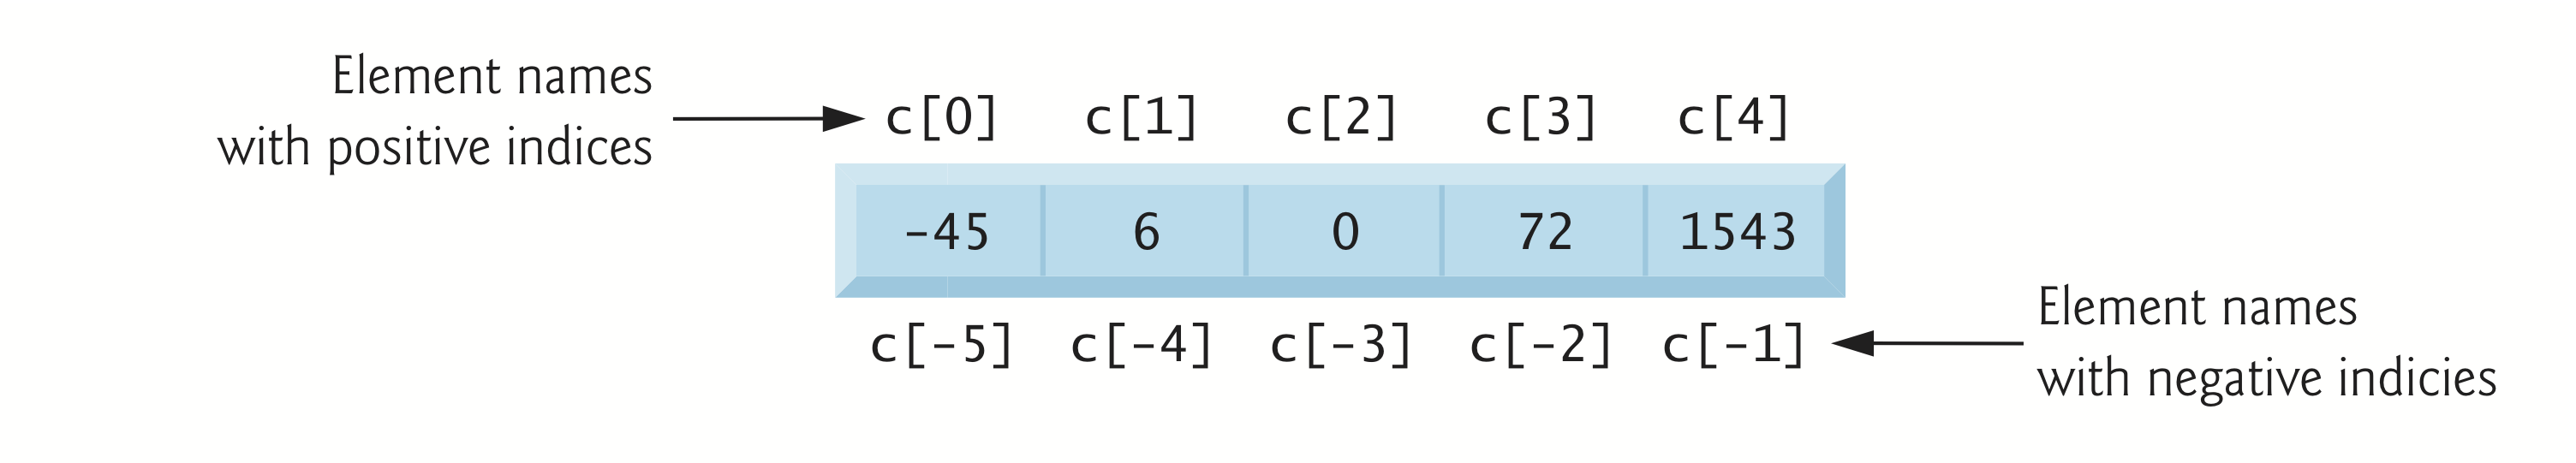 Element names
with positive indices
c[0] c[1] c[2] c[3] c[4]
-45 6 0 72 1543
c[-5] c[-4] c[-3] c[-2] c[-1]
Element names
with negative indicies